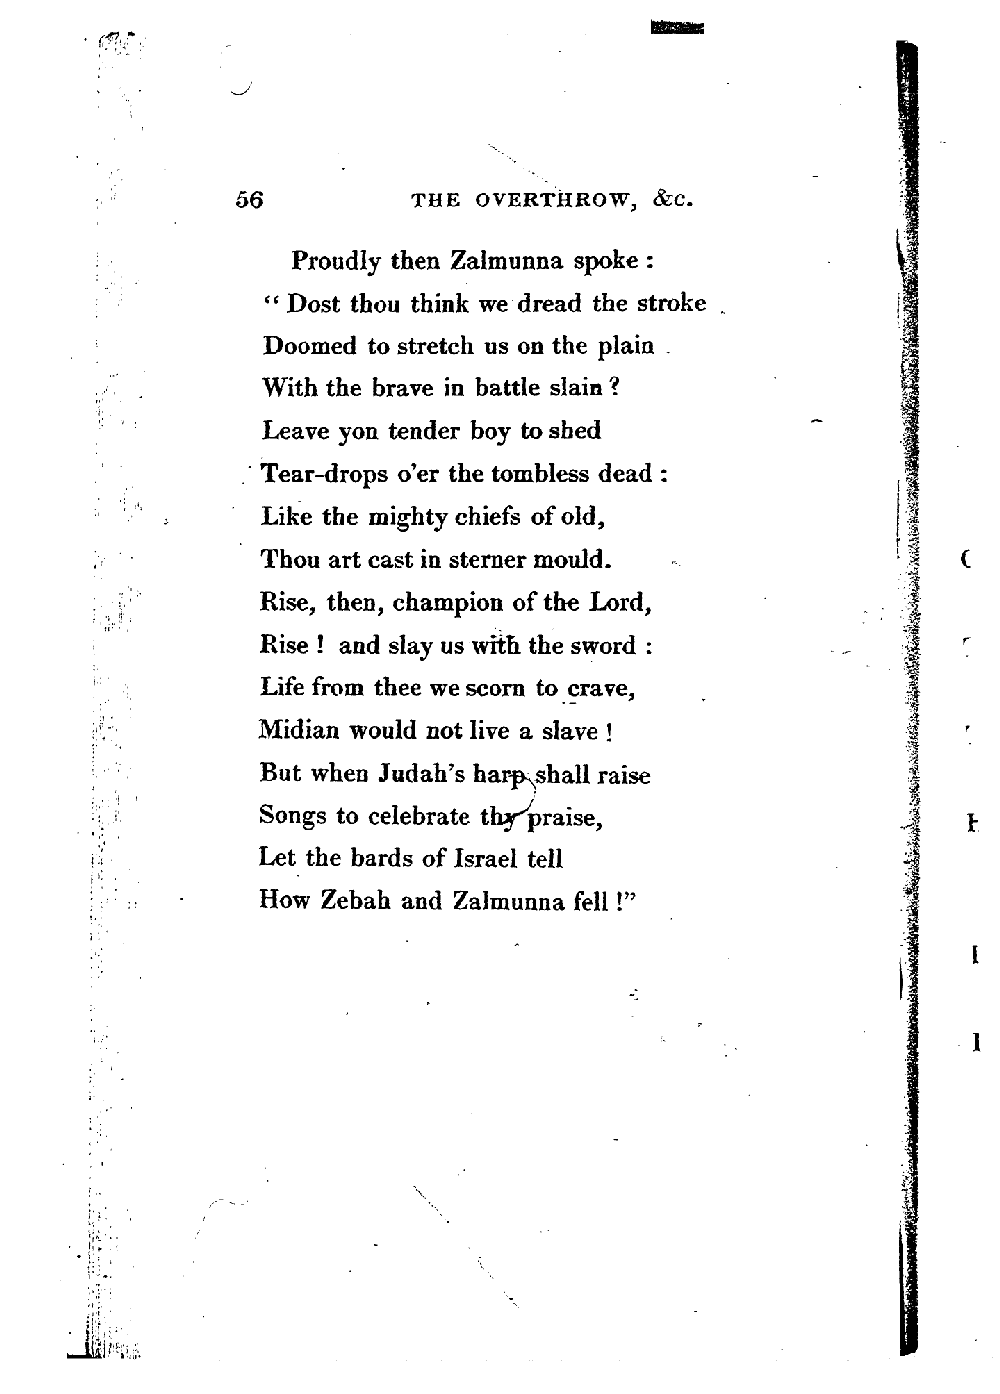 56 THE OVERTHROW, &c.
Proudly then Zalmunna spoke :
“ Dost thou think we dread the stroke
Doomed to stretch us on the plain
With the brave in battle slain ?
Leave yon tender boy to shed
Tear-drops o’er the tombless dead :
Like the mighty chiefs of old,
Thou art cast in sterner mould.
Rise, then, champion of the Lord,
Rise ! and slay us with the sword :
Life from thee we scorn to crave,
Midian would not live a slave !
But when Judah’s harp shall raise
Songs to celebrate thy praise,
Let the bards of Israel tell
How Zebah and Zalmunna fell !”